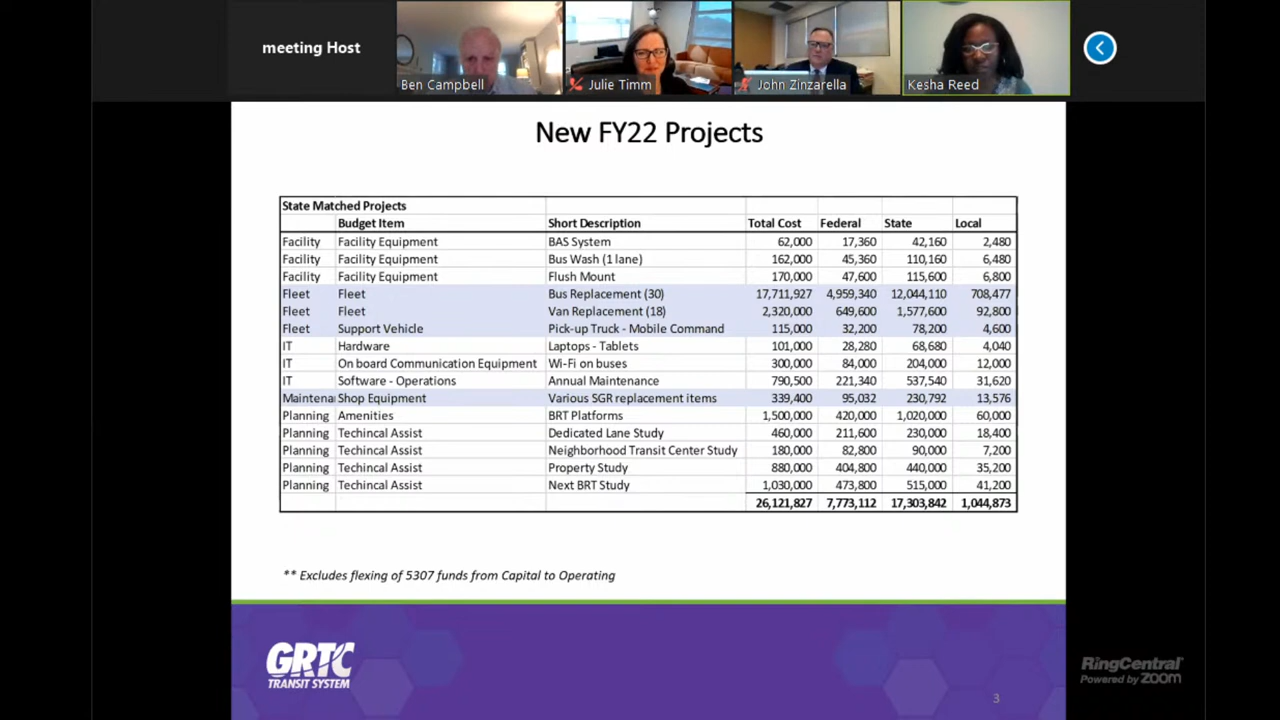 meeting Host
Ben Campbell
Julie Timm
John Zinzarella
Kesha Reed
New FY22 Projects
State Matched Projects
Budget Item Short Description Total Cost Federal State Local
Facility Facility Equipment BAS System 62,000 17,360 42,160 2,480
Facility Facility Equipment Bus Wash (1 lane) 162,000 45,360 110,160 6,480
Facility Facility Equipment Flush Mount 170,000 47,600 115,600 6,800
Fleet Fleet Bus Replacement (30) 17,711,927 4,959,340 12,044,110 708,477
Fleet Fleet Van Replacement (18) 2,320,000 649,600 1,577,600 92,800
Fleet Support Vehicle Pick-up Truck - Mobile Command 115,000 32,200 78,200 4,600
IT Hardware Laptops - Tablets 101,000 28,280 68,680 4,040
IT On board Communication Equipment Wi-Fi on buses 300,000 84,000 204,000 12,000
IT Software - Operations Annual Maintenance 790,500 221,340 537,540 31,620
Maintena Shop Equipment Various SGR replacement items 339,400 95,032 230,792 13,576
Planning Amenities BRT Platforms 1,500,000 420,000 1,020,000 60,000
Planning Techincal Assist Dedicated Lane Study 460,000 211,600 230,000 18,400
Planning Techincal Assist Neighborhood Transit Center Study 180,000 82,800 90,000 7,200
Planning Techincal Assist Property Study 880,000 404,800 440,000 35,200
Planning Techincal Assist Next BRT Study 1,030,000 473,800 515,000 41,200
26,121,827 7,773,112 17,303,842 1,044,873
** Excludes flexing of 5307 funds from Capital to Operating
GRTC
TRANSIT SYSTEM
RingCentral
Powered by ZOOM
3